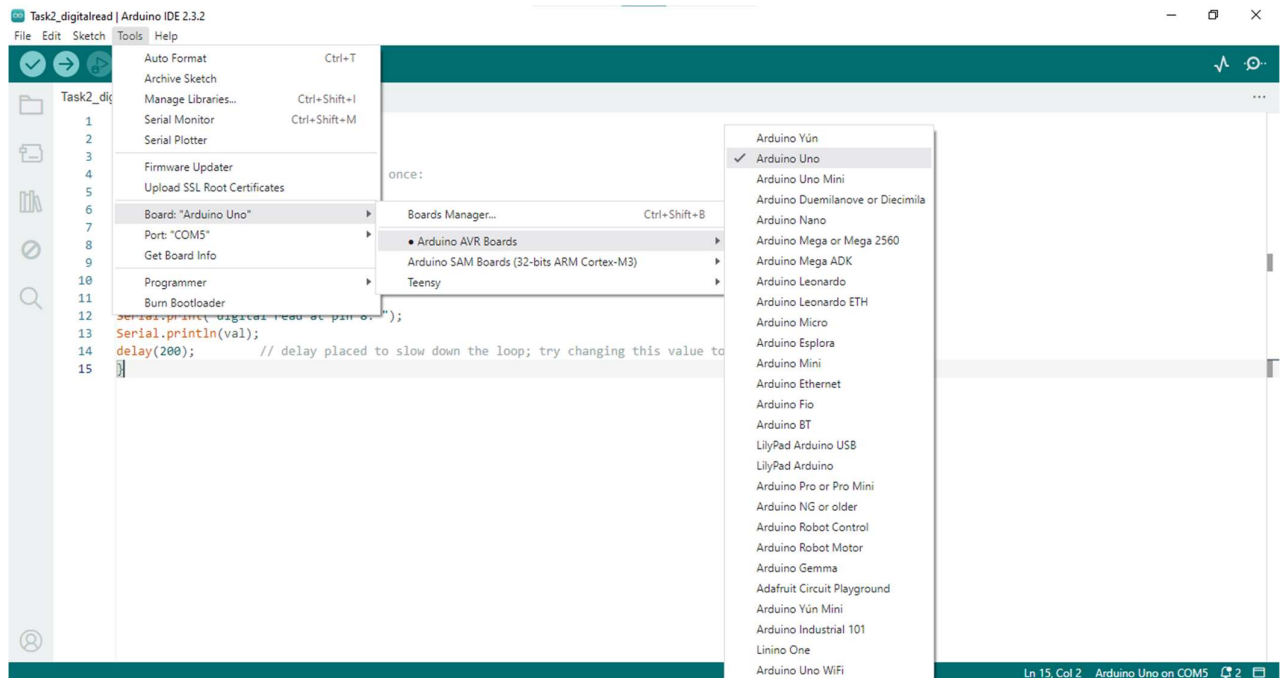 Task2_digitalread | Arduino IDE 2.3.2
File Edit Sketch Tools Help
Task2_dig
Auto Format Ctrl+T
Archive Sketch
Manage Libraries... Ctrl+Shift+I
Serial Monitor Ctrl+Shift+M
Serial Plotter
Firmware Updater
Upload SSL Root Certificates
Board: "Arduino Uno"
Port: "COM5"
Get Board Info
Programmer
Burn Bootloader
Boards Manager... Ctrl+Shift+B
● Arduino AVR Boards
Arduino SAM Boards (32-bits ARM Cortex-M3)
Teensy
Arduino Yún
✓ Arduino Uno
Arduino Uno Mini
Arduino Duemilanove or Diecimila
Arduino Nano
Arduino Mega or Mega 2560
Arduino Mega ADK
Arduino Leonardo
Arduino Leonardo ETH
Arduino Micro
Arduino Esplora
Arduino Mini
Arduino Ethernet
Arduino Fio
Arduino BT
LilyPad Arduino USB
LilyPad Arduino
Arduino Pro or Pro Mini
Arduino NG or older
Arduino Robot Control
Arduino Robot Motor
Arduino Gemma
Adafruit Circuit Playground
Arduino Yún Mini
Arduino Industrial 101
Linino One
Arduino Uno WiFi
1
2
3
4 once:
5
6
7
8
9
10
11
12 Serial.print("digital read at pin 8: ");
13 Serial.println(val);
14 delay(200); // delay placed to slow down the loop; try changing this value to
15 }
Ln 15, Col 2 Arduino Uno on COM5 2